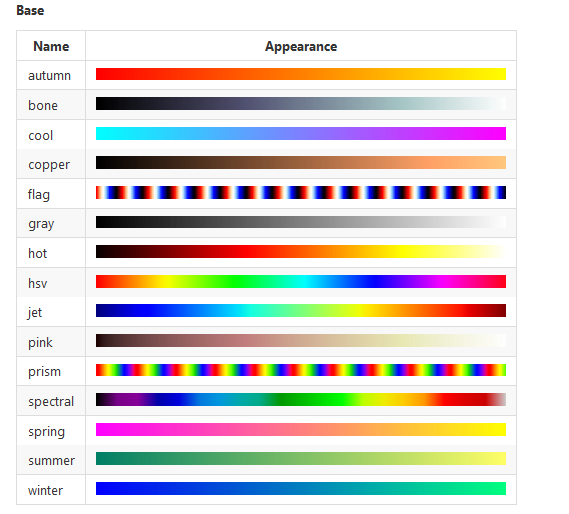 Base
Name Appearance
autumn
bone
cool
copper
flag
gray
hot
hsv
jet
pink
prism
spectral
spring
summer
winter